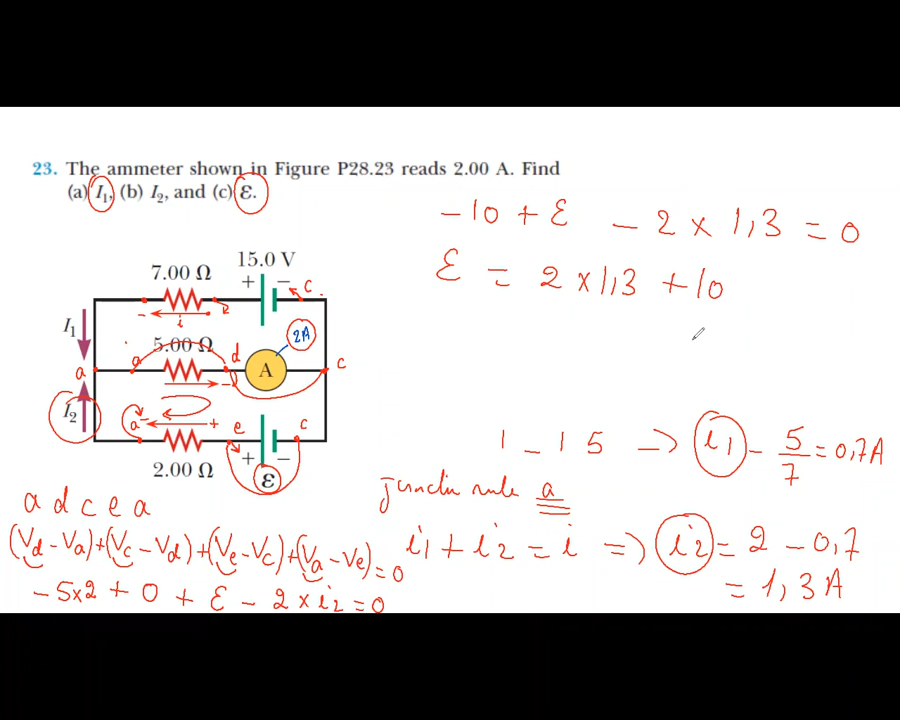 23. The ammeter shown in Figure P28.23 reads 2.00 A. Find
(a) I₁, (b) I₂, and (c) ε.
-10 + ε - 2 × 1,3 = 0
ε = 2 × 1,3 + 10
7.00 Ω
15.0 V
+ -
c
- i
I₁
5.00 Ω
2A
a
d
A
c
I₂
a - + e
c
+ -
2.00 Ω
ε
1 - 15 → i₁ - 5/7 = 0,7A
junction rule a
i₁ + i₂ = i ⇒ i₂ = 2 - 0,7
= 1,3 A
a d c e a
(Vd - Va) + (Vc - Vd) + (Ve - Vc) + (Va - Ve) = 0
-5x2 + 0 + ε - 2 × i₂ = 0